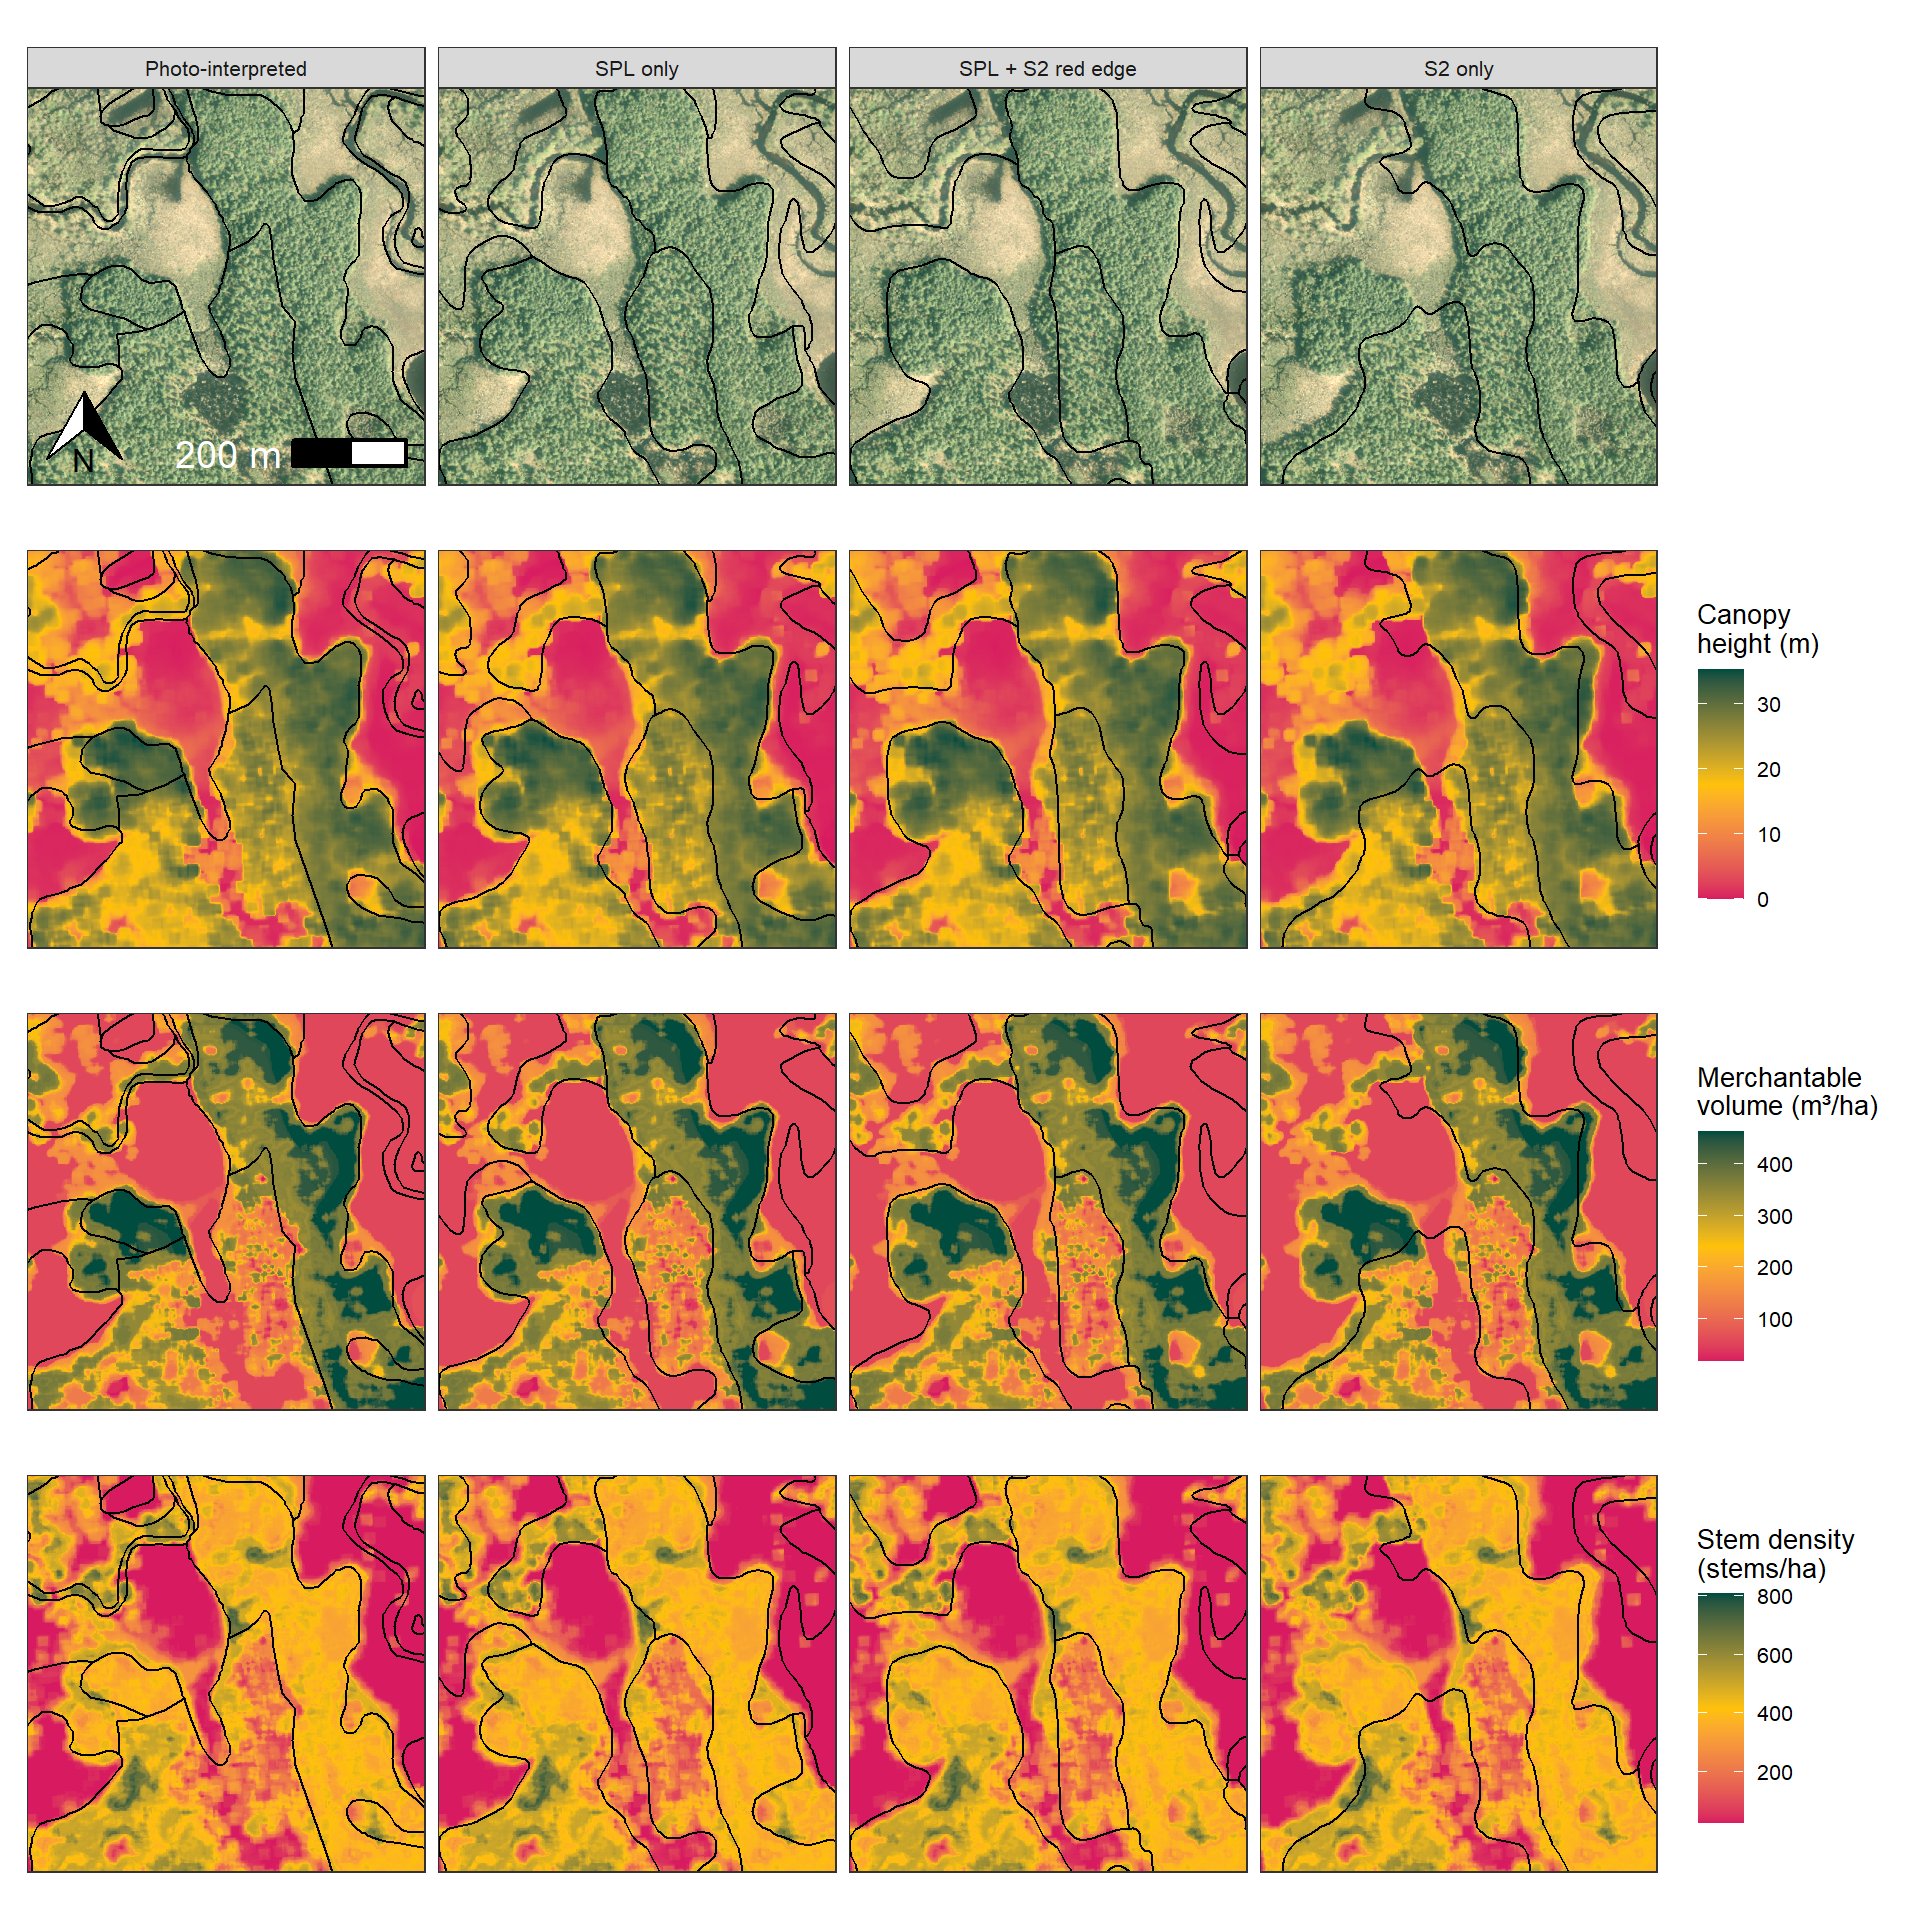 Photo-interpreted
SPL only
SPL + S2 red edge
S2 only
N
200 m
Canopy
height (m)
30
20
10
0
Merchantable
volume (m³/ha)
400
300
200
100
Stem density
(stems/ha)
800
600
400
200